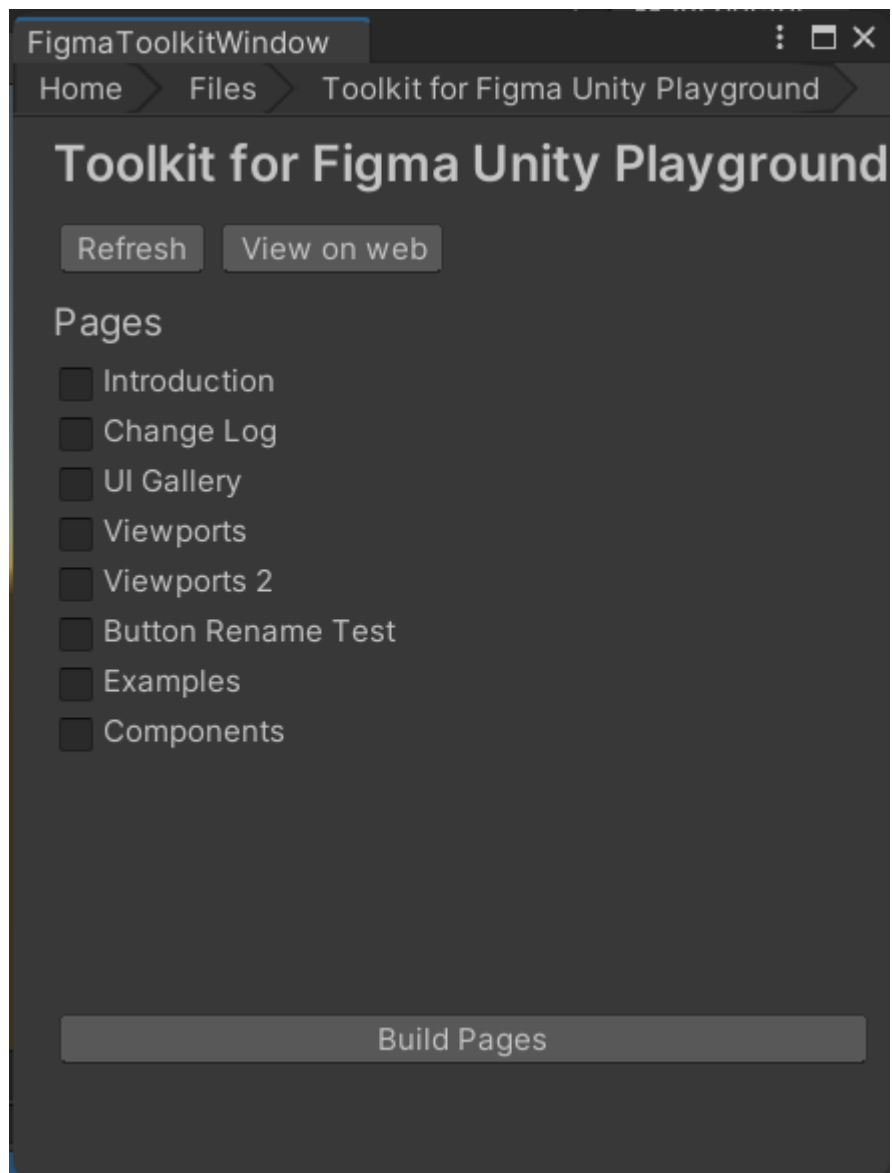 FigmaToolkitWindow
Home Files Toolkit for Figma Unity Playground
Toolkit for Figma Unity Playground
Refresh View on web
Pages
Introduction
Change Log
UI Gallery
Viewports
Viewports 2
Button Rename Test
Examples
Components
Build Pages